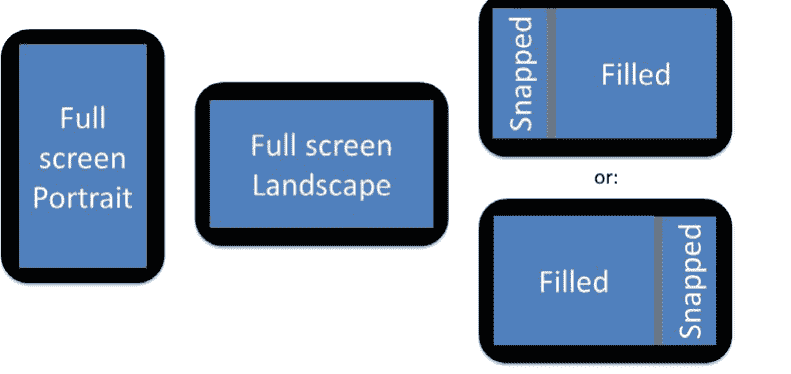 Full
screen
Portrait
Full screen
Landscape
Snapped
Filled
or:
Filled
Snapped